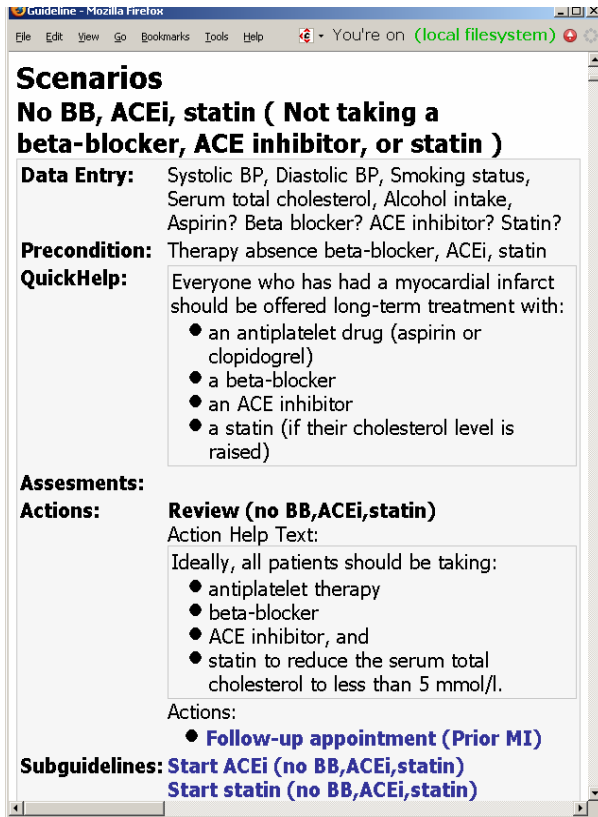 Guideline - Mozilla Firefox
File Edit View Go Bookmarks Tools Help You're on (local filesystem)
Scenarios
No BB, ACEi, statin ( Not taking a
beta-blocker, ACE inhibitor, or statin )
Data Entry: Systolic BP, Diastolic BP, Smoking status,
Serum total cholesterol, Alcohol intake,
Aspirin? Beta blocker? ACE inhibitor? Statin?
Precondition: Therapy absence beta-blocker, ACEi, statin
QuickHelp: Everyone who has had a myocardial infarct
should be offered long-term treatment with:
● an antiplatelet drug (aspirin or
clopidogrel)
● a beta-blocker
● an ACE inhibitor
● a statin (if their cholesterol level is
raised)
Assesments:
Actions: Review (no BB,ACEi,statin)
Action Help Text:
Ideally, all patients should be taking:
● antiplatelet therapy
● beta-blocker
● ACE inhibitor, and
● statin to reduce the serum total
cholesterol to less than 5 mmol/l.
Actions:
● Follow-up appointment (Prior MI)
Subguidelines: Start ACEi (no BB,ACEi,statin)
Start statin (no BB,ACEi,statin)